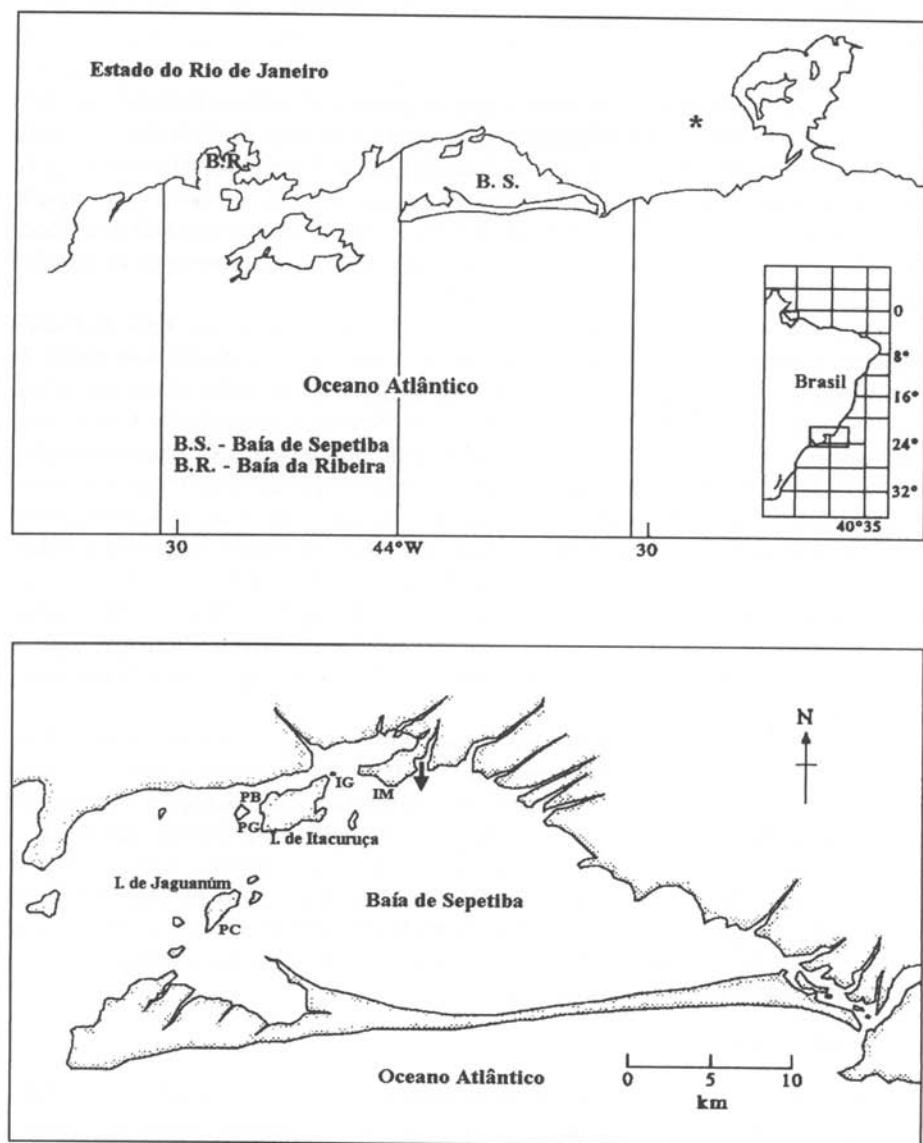 Estado do Rio de Janeiro
*
B.R.
B. S.
Oceano Atlântico
B.S. - Baía de Sepetiba
B.R. - Baía da Ribeira
Brasil
0
8°
16°
24°
32°
40°35
30
44°W
30
N
IG
PB
IM
PG
I. de Itacuruça
I. de Jaguanúm
Baía de Sepetiba
PC
Oceano Atlântico
0 5 10
km